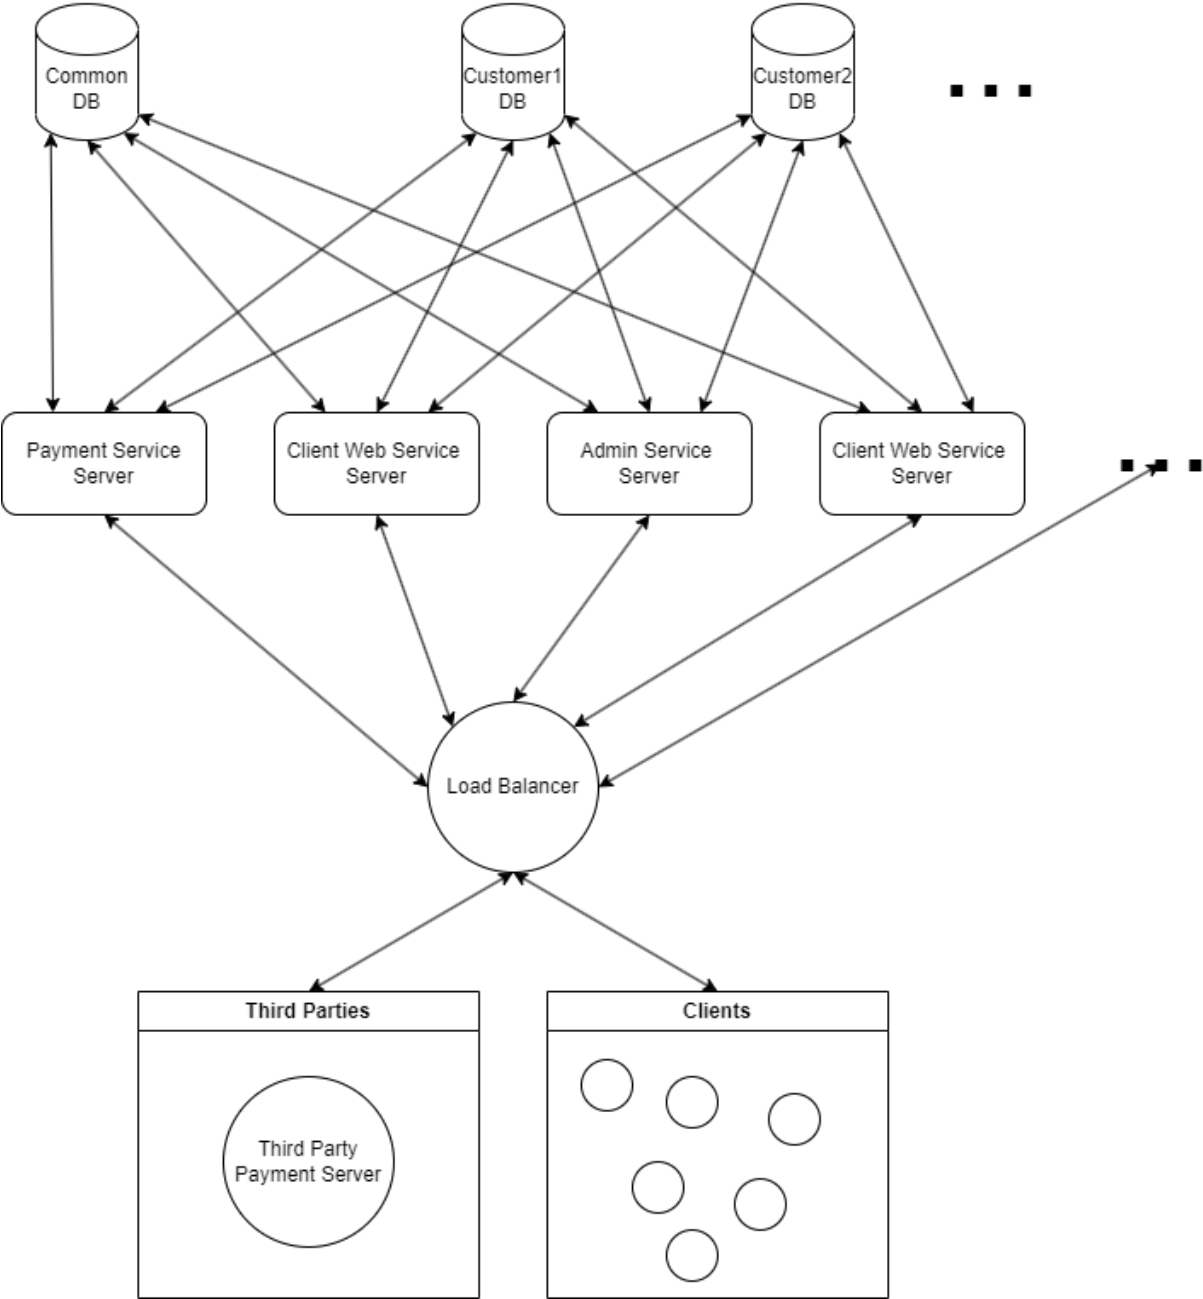 Common
DB
Customer1
DB
Customer2
DB
Payment Service
Server
Client Web Service
Server
Admin Service
Server
Client Web Service
Server
Load Balancer
Third Parties
Clients
Third Party
Payment Server